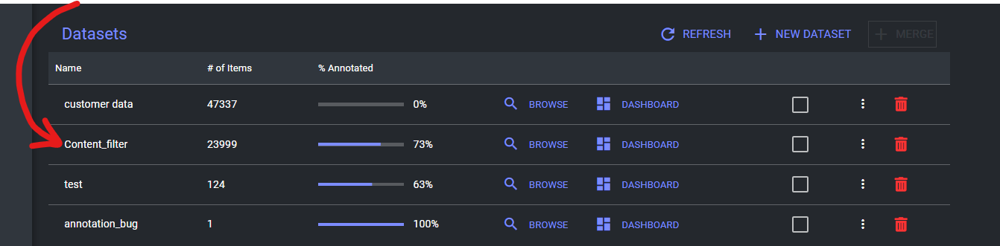 Datasets REFRESH NEW DATASET MERGE
Name # of Items % Annotated
customer data 47337 0% BROWSE DASHBOARD
Content_filter 23999 73% BROWSE DASHBOARD
test 124 63% BROWSE DASHBOARD
annotation_bug 1 100% BROWSE DASHBOARD